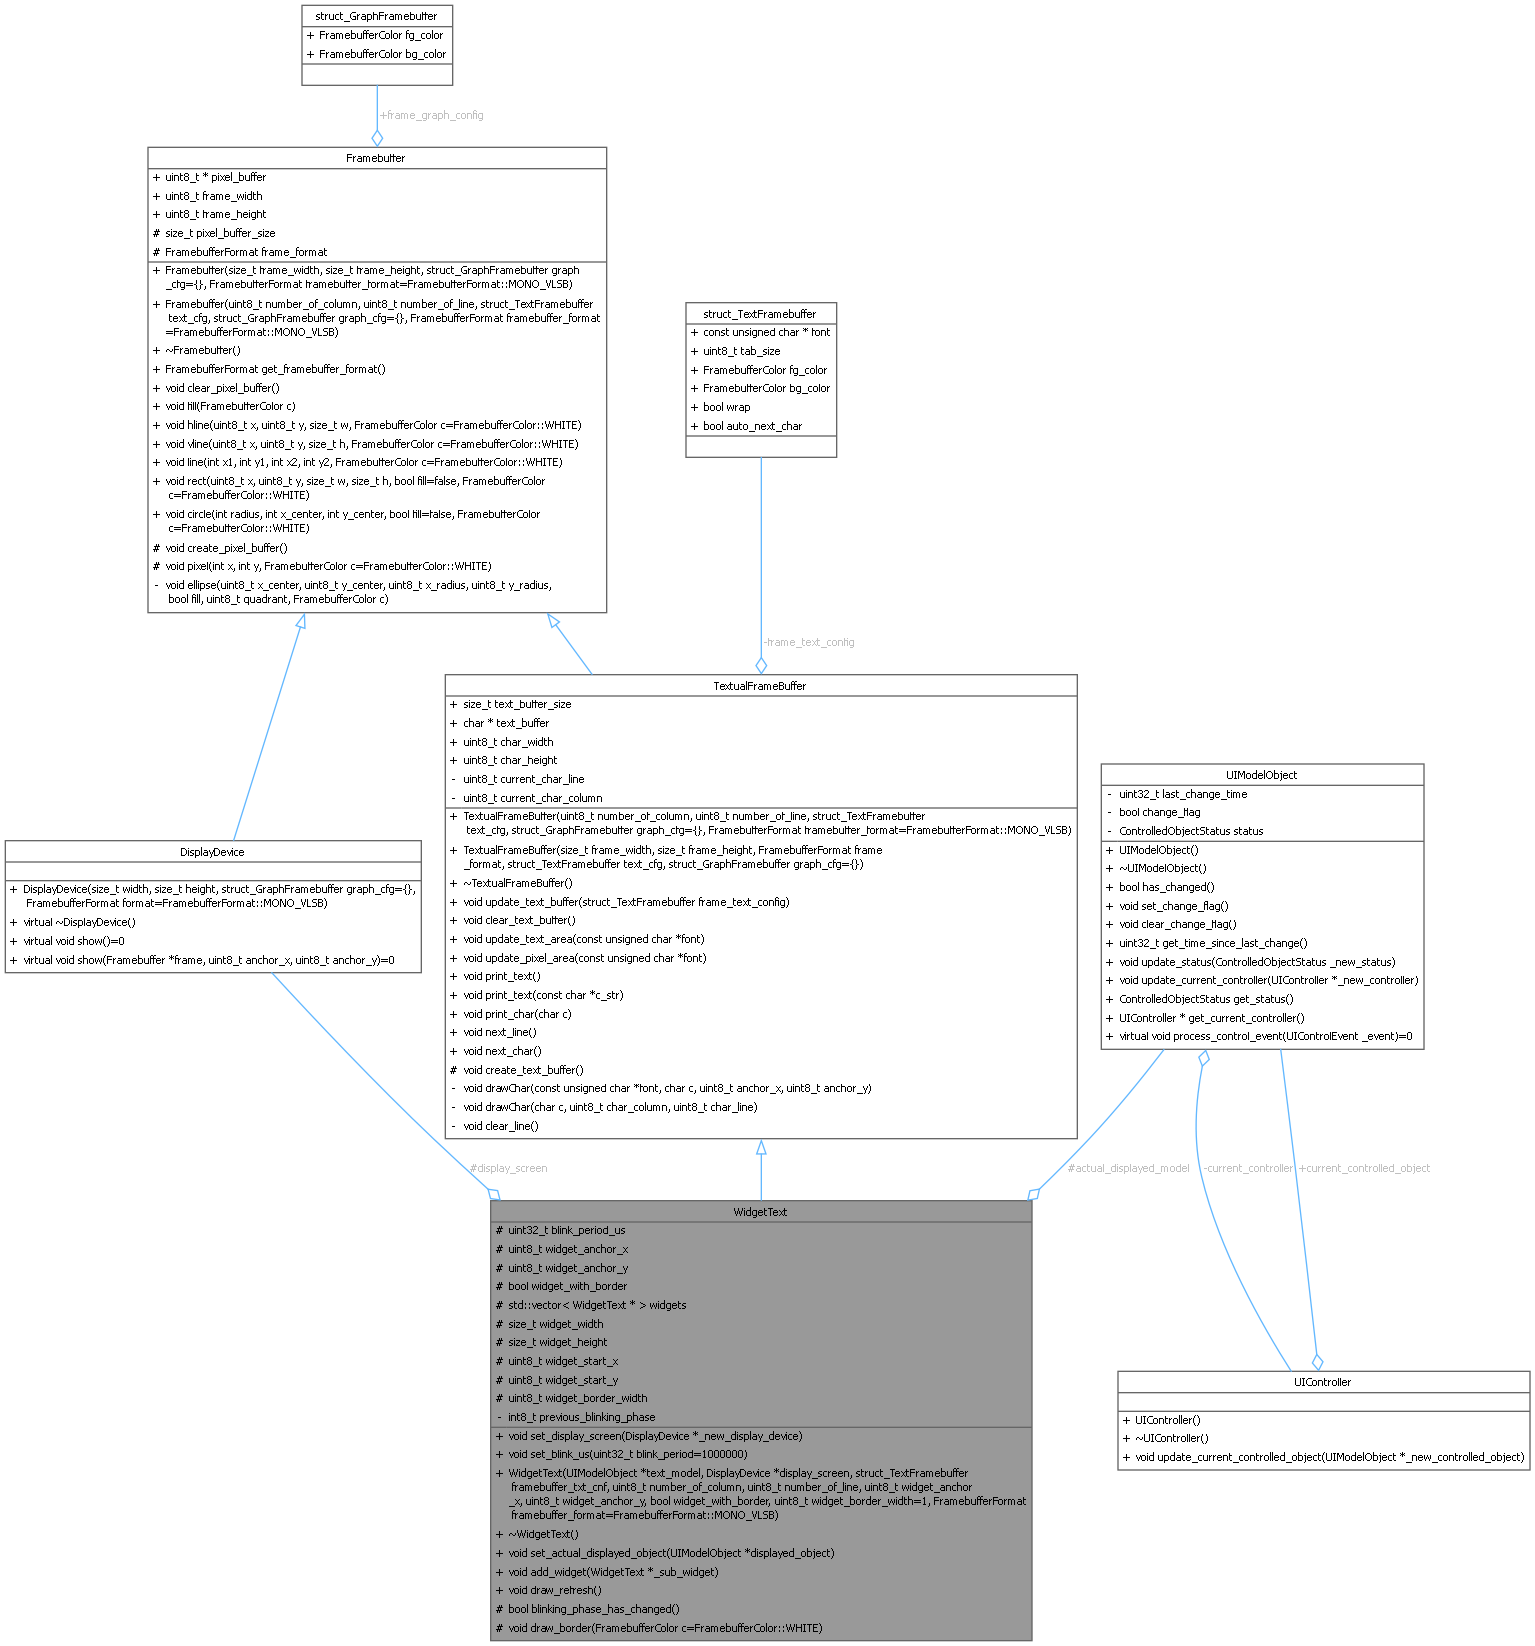 struct_GraphFramebuffer
+ FramebufferColor fg_color
+ FramebufferColor bg_color
+frame_graph_config
Framebuffer
+ uint8_t * pixel_buffer
+ uint8_t frame_width
+ uint8_t frame_height
# size_t pixel_buffer_size
# FramebufferFormat frame_format
+ Framebuffer(size_t frame_width, size_t frame_height, struct_GraphFramebuffer graph
_cfg={}, FramebufferFormat framebuffer_format=FramebufferFormat::MONO_VLSB)
+ Framebuffer(uint8_t number_of_column, uint8_t number_of_line, struct_TextFramebuffer
text_cfg, struct_GraphFramebuffer graph_cfg={}, FramebufferFormat framebuffer_format
=FramebufferFormat::MONO_VLSB)
+ ~Framebuffer()
+ FramebufferFormat get_framebuffer_format()
+ void clear_pixel_buffer()
+ void fill(FramebufferColor c)
+ void hline(uint8_t x, uint8_t y, size_t w, FramebufferColor c=FramebufferColor::WHITE)
+ void vline(uint8_t x, uint8_t y, size_t h, FramebufferColor c=FramebufferColor::WHITE)
+ void line(int x1, int y1, int x2, int y2, FramebufferColor c=FramebufferColor::WHITE)
+ void rect(uint8_t x, uint8_t y, size_t w, size_t h, bool fill=false, FramebufferColor
c=FramebufferColor::WHITE)
+ void circle(int radius, int x_center, int y_center, bool fill=false, FramebufferColor
c=FramebufferColor::WHITE)
# void create_pixel_buffer()
# void pixel(int x, int y, FramebufferColor c=FramebufferColor::WHITE)
- void ellipse(uint8_t x_center, uint8_t y_center, uint8_t x_radius, uint8_t y_radius,
bool fill, uint8_t quadrant, FramebufferColor c)
struct_TextFramebuffer
+ const unsigned char * font
+ uint8_t tab_size
+ FramebufferColor fg_color
+ FramebufferColor bg_color
+ bool wrap
+ bool auto_next_char
-frame_text_config
TextualFrameBuffer
+ size_t text_buffer_size
+ char * text_buffer
+ uint8_t char_width
+ uint8_t char_height
- uint8_t current_char_line
- uint8_t current_char_column
+ TextualFrameBuffer(uint8_t number_of_column, uint8_t number_of_line, struct_TextFramebuffer
text_cfg, struct_GraphFramebuffer graph_cfg={}, FramebufferFormat framebuffer_format=FramebufferFormat::MONO_VLSB)
+ TextualFrameBuffer(size_t frame_width, size_t frame_height, FramebufferFormat frame
_format, struct_TextFramebuffer text_cfg, struct_GraphFramebuffer graph_cfg={})
+ ~TextualFrameBuffer()
+ void update_text_buffer(struct_TextFramebuffer frame_text_config)
+ void clear_text_buffer()
+ void update_text_area(const unsigned char *font)
+ void update_pixel_area(const unsigned char *font)
+ void print_text()
+ void print_text(const char *c_str)
+ void print_char(char c)
+ void next_line()
+ void next_char()
# void create_text_buffer()
- void drawChar(const unsigned char *font, char c, uint8_t anchor_x, uint8_t anchor_y)
- void drawChar(char c, uint8_t char_column, uint8_t char_line)
- void clear_line()
DisplayDevice
+ DisplayDevice(size_t width, size_t height, struct_GraphFramebuffer graph_cfg={},
FramebufferFormat format=FramebufferFormat::MONO_VLSB)
+ virtual ~DisplayDevice()
+ virtual void show()=0
+ virtual void show(Framebuffer *frame, uint8_t anchor_x, uint8_t anchor_y)=0
UIModelObject
- uint32_t last_change_time
- bool change_flag
- ControlledObjectStatus status
+ UIModelObject()
+ ~UIModelObject()
+ bool has_changed()
+ void set_change_flag()
+ void clear_change_flag()
+ uint32_t get_time_since_last_change()
+ void update_status(ControlledObjectStatus _new_status)
+ void update_current_controller(UIController *_new_controller)
+ ControlledObjectStatus get_status()
+ UIController * get_current_controller()
+ virtual void process_control_event(UIControlEvent _event)=0
#display_screen
#actual_displayed_model
-current_controller
+current_controlled_object
WidgetText
# uint32_t blink_period_us
# uint8_t widget_anchor_x
# uint8_t widget_anchor_y
# bool widget_with_border
# std::vector< WidgetText * > widgets
# size_t widget_width
# size_t widget_height
# uint8_t widget_start_x
# uint8_t widget_start_y
# uint8_t widget_border_width
- int8_t previous_blinking_phase
+ void set_display_screen(DisplayDevice *_new_display_device)
+ void set_blink_us(uint32_t blink_period=1000000)
+ WidgetText(UIModelObject *text_model, DisplayDevice *display_screen, struct_TextFramebuffer
framebuffer_txt_cnf, uint8_t number_of_column, uint8_t number_of_line, uint8_t widget_anchor
_x, uint8_t widget_anchor_y, bool widget_with_border, uint8_t widget_border_width=1, FramebufferFormat
framebuffer_format=FramebufferFormat::MONO_VLSB)
+ ~WidgetText()
+ void set_actual_displayed_object(UIModelObject *displayed_object)
+ void add_widget(WidgetText *_sub_widget)
+ void draw_refresh()
# bool blinking_phase_has_changed()
# void draw_border(FramebufferColor c=FramebufferColor::WHITE)
UIController
+ UIController()
+ ~UIController()
+ void update_current_controlled_object(UIModelObject *_new_controlled_object)